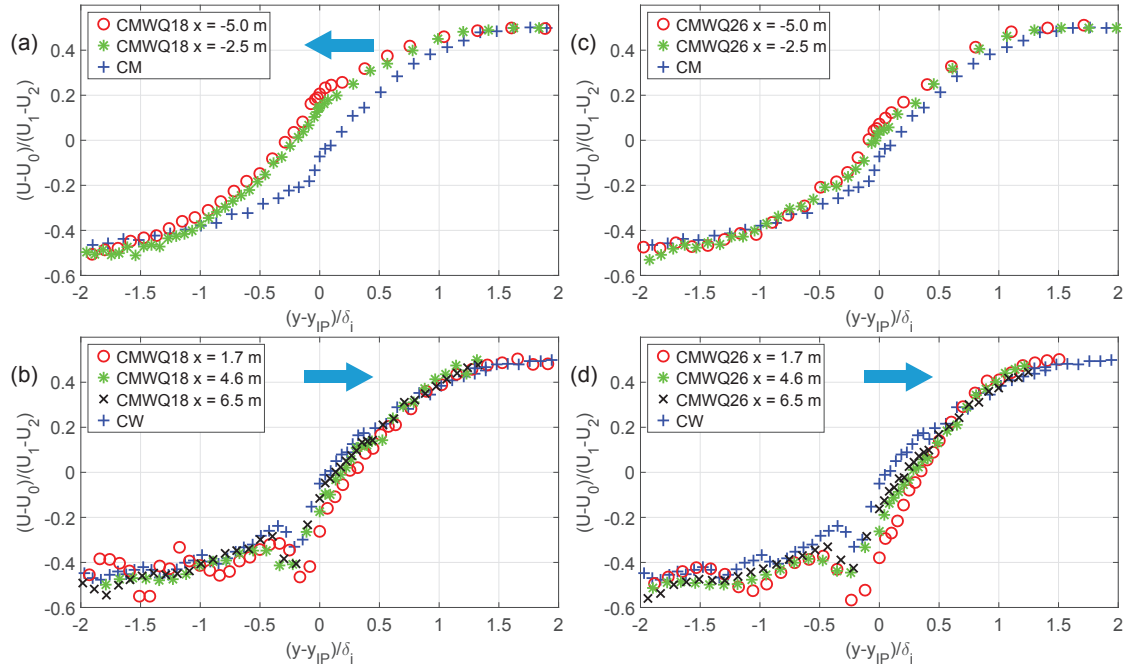 (a)
CMWQ18 x = -5.0 m
CMWQ18 x = -2.5 m
CM
0.4
0.2
0
-0.2
-0.4
-0.6
(U-U0)/(U1-U2)
-2 -1.5 -1 -0.5 0 0.5 1 1.5 2
(y-yIP)/δi
(c)
CMWQ26 x = -5.0 m
CMWQ26 x = -2.5 m
CM
0.4
0.2
0
-0.2
-0.4
-0.6
(U-U0)/(U1-U2)
-2 -1.5 -1 -0.5 0 0.5 1 1.5 2
(y-yIP)/δi
(b)
CMWQ18 x = 1.7 m
CMWQ18 x = 4.6 m
CMWQ18 x = 6.5 m
CW
0.4
0.2
0
-0.2
-0.4
-0.6
(U-U0)/(U1-U2)
-2 -1.5 -1 -0.5 0 0.5 1 1.5 2
(y-yIP)/δi
(d)
CMWQ26 x = 1.7 m
CMWQ26 x = 4.6 m
CMWQ26 x = 6.5 m
CW
0.4
0.2
0
-0.2
-0.4
-0.6
(U-U0)/(U1-U2)
-2 -1.5 -1 -0.5 0 0.5 1 1.5 2
(y-yIP)/δi